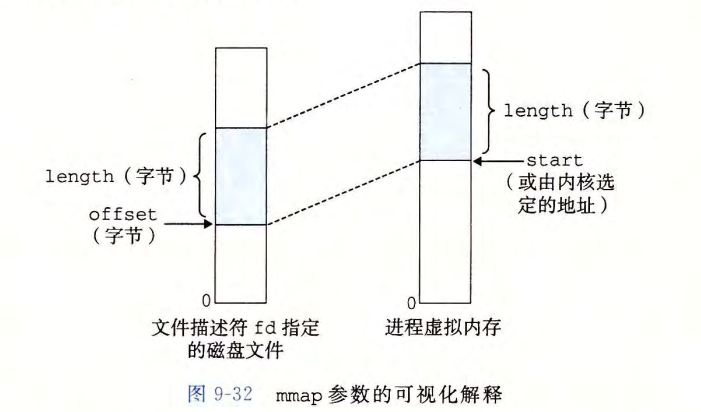 length（字节）
length（字节）
start
（或由内核选
定的地址）
offset
（字节）
0
0
文件描述符 fd 指定
的磁盘文件
进程虚拟内存
图 9-32 mmap 参数的可视化解释